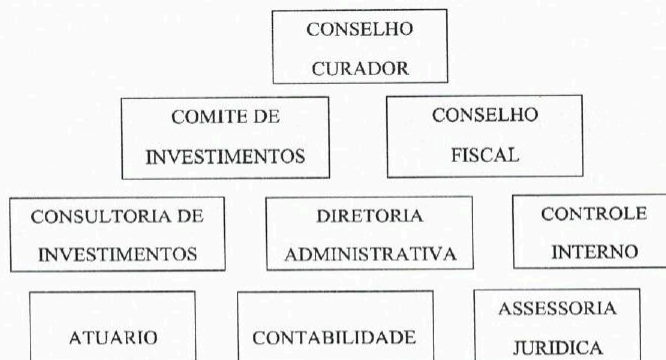 CONSELHO
CURADOR
COMITE DE
INVESTIMENTOS
CONSELHO
FISCAL
CONSULTORIA DE
INVESTIMENTOS
DIRETORIA
ADMINISTRATIVA
CONTROLE
INTERNO
ATUARIO
CONTABILIDADE
ASSESSORIA
JURIDICA